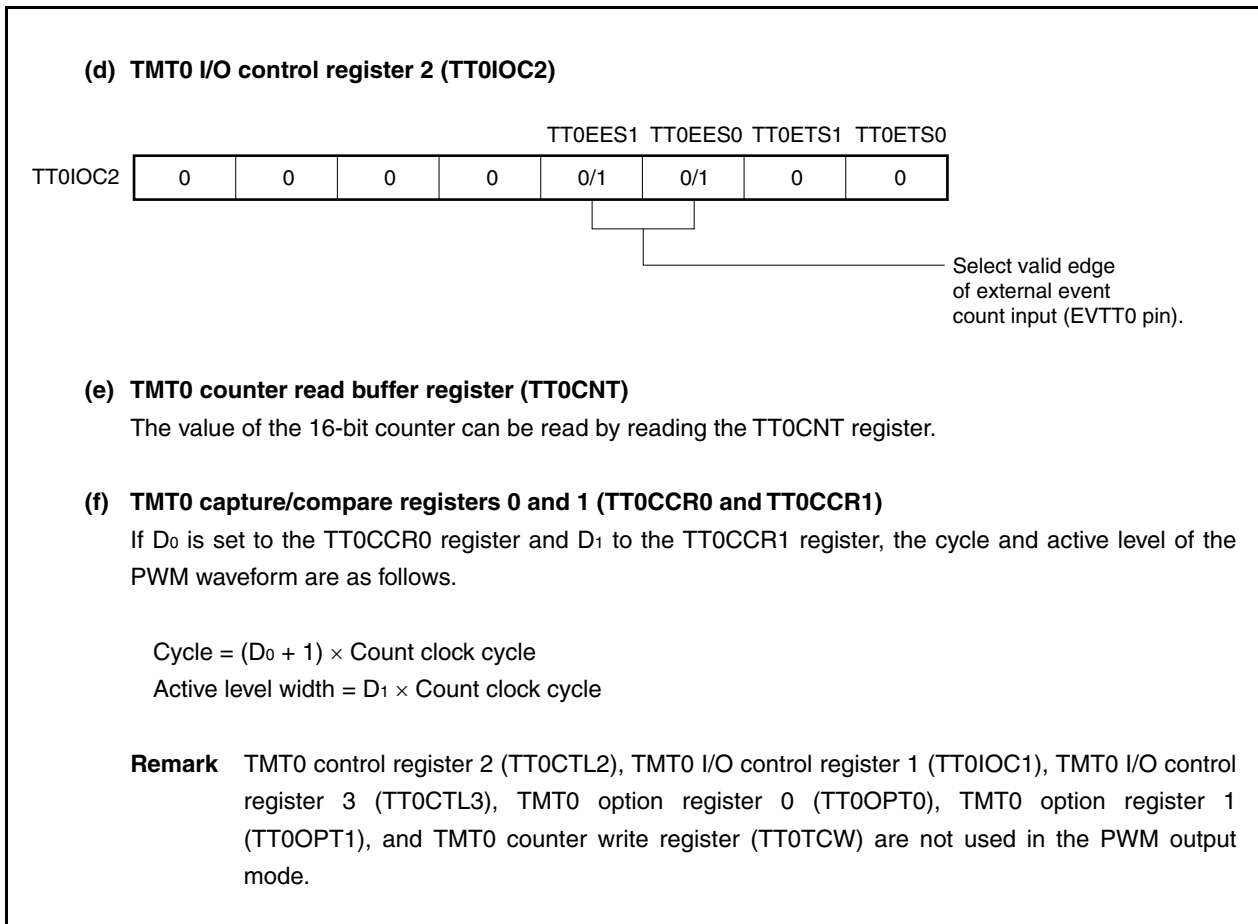 (d) TMT0 I/O control register 2 (TT0IOC2)
TT0EES1 TT0EES0 TT0ETS1 TT0ETS0
TT0IOC2 0 0 0 0 0/1 0/1 0 0
Select valid edge
of external event
count input (EVTT0 pin).
(e) TMT0 counter read buffer register (TT0CNT)
The value of the 16-bit counter can be read by reading the TT0CNT register.
(f) TMT0 capture/compare registers 0 and 1 (TT0CCR0 and TT0CCR1)
If D0 is set to the TT0CCR0 register and D1 to the TT0CCR1 register, the cycle and active level of the
PWM waveform are as follows.
Cycle = (D0 + 1) × Count clock cycle
Active level width = D1 × Count clock cycle
Remark TMT0 control register 2 (TT0CTL2), TMT0 I/O control register 1 (TT0IOC1), TMT0 I/O control
register 3 (TT0CTL3), TMT0 option register 0 (TT0OPT0), TMT0 option register 1
(TT0OPT1), and TMT0 counter write register (TT0TCW) are not used in the PWM output
mode.